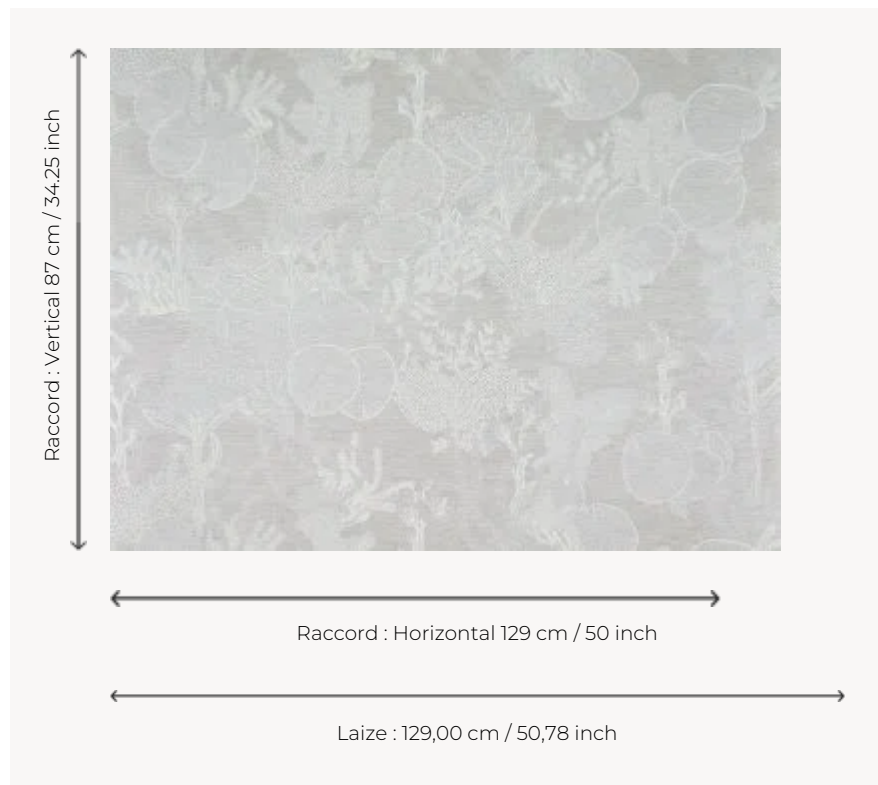 Raccord : Vertical 87 cm / 34.25 inch
Raccord : Horizontal 129 cm / 50 inch
Laize : 129,00 cm / 50,78 inch